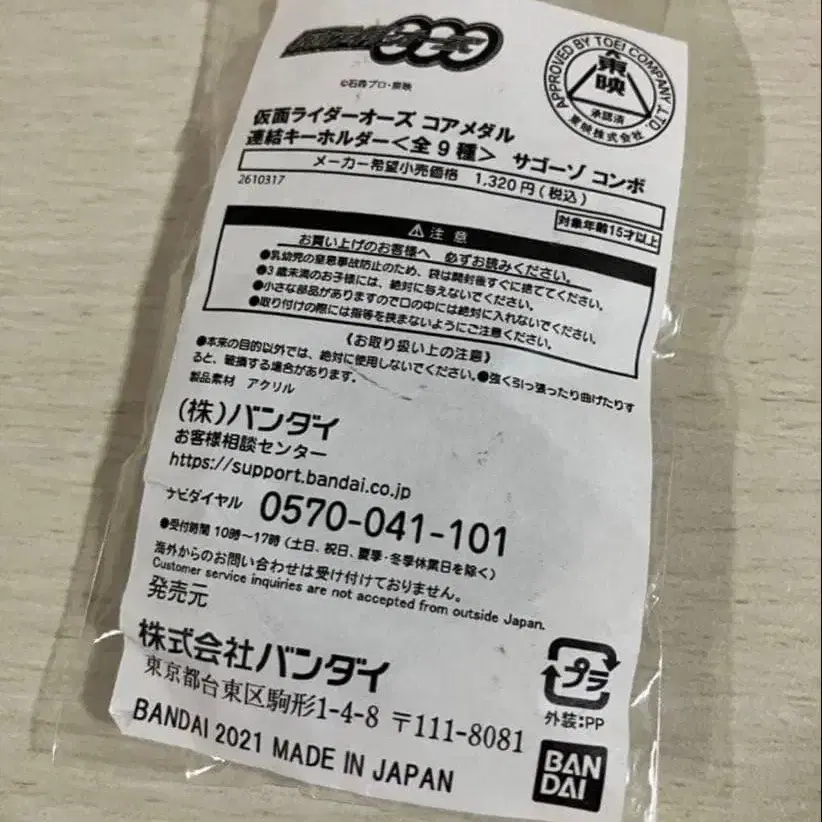 仮面ライダーオーズ
©石森プロ・東映
APPROVED BY TOEI COMPANY,LTD.
東映
承認済
東映株式会社
仮面ライダーオーズ コアメダル
連結キーホルダー＜全9種＞ サゴーゾ コンボ
メーカー希望小売価格 1,320円(税込)
2610317
対象年齢15才以上
⚠注意
お買い上げのお客様へ 必ずお読みください。
●乳幼児の窒息事故防止のため、袋は開封後すぐに捨ててください。
●3歳未満のお子様には、絶対に与えないでください。
●小さな部品がありますので口の中には絶対に入れないでください。
●取り付けの際には指等を挟まないようにご注意ください。
《お取り扱い上の注意》
●本来の目的以外では、絶対に使用しないでください。●強く引っ張ったり曲げたりす
ると、破損する場合があります。
製品素材 アクリル
(株)バンダイ
お客様相談センター
https://support.bandai.co.jp
ナビダイヤル 0570-041-101
●受付時間 10時～17時(土日、祝日、夏季・冬季休業日を除く)
海外からのお問い合わせは受け付けておりません。
Customer service inquiries are not accepted from outside Japan.
発売元
株式会社バンダイ
東京都台東区駒形1-4-8 〒111-8081
BANDAI 2021 MADE IN JAPAN
プラ
外装:PP
BAN
DAI